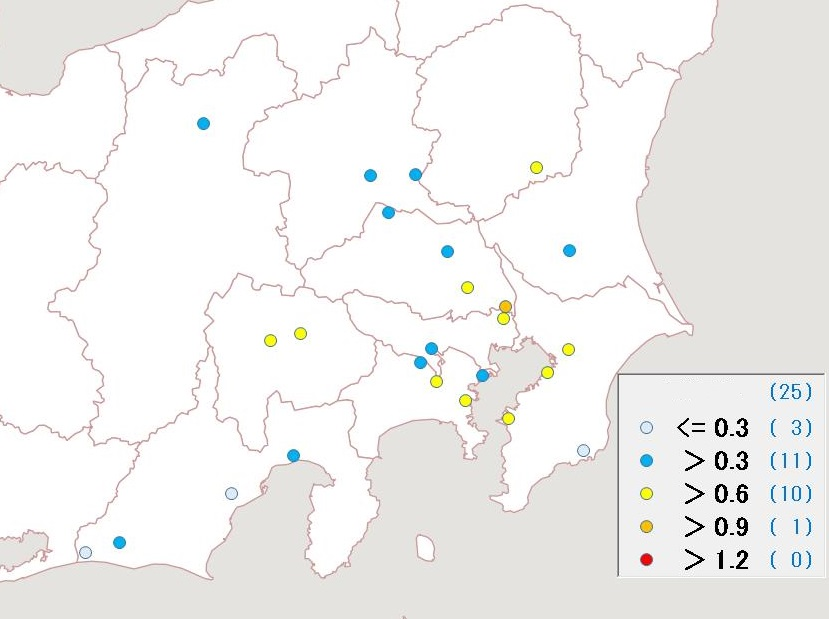 (25)
<= 0.3 ( 3)
> 0.3 (11)
> 0.6 (10)
> 0.9 ( 1)
> 1.2 ( 0)